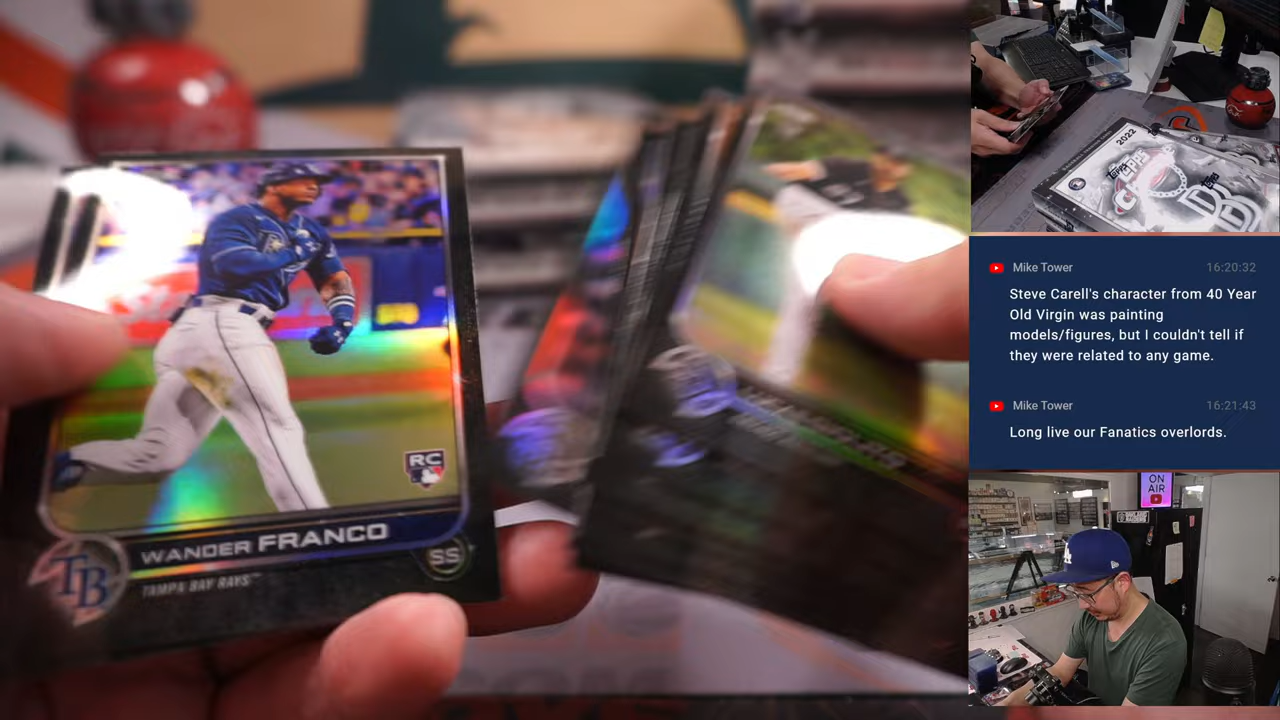 RC
WANDER FRANCO
SS
TB
TAMPA BAY RAYS
2022
Mike Tower
16:20:32
Steve Carell's character from 40 Year
Old Virgin was painting
models/figures, but I couldn't tell if
they were related to any game.
Mike Tower
16:21:43
Long live our Fanatics overlords.
ON
AIR
LA